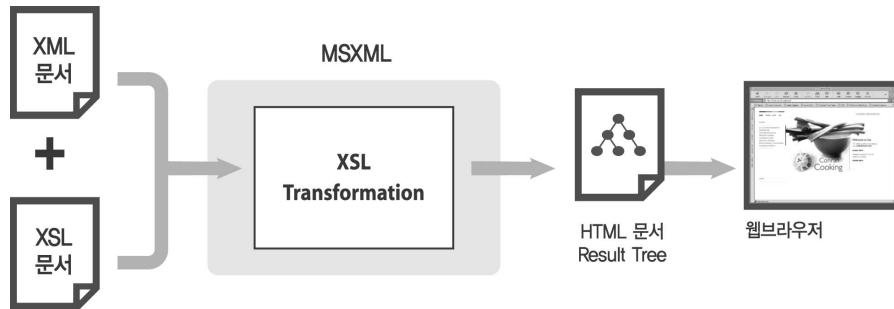 XML
문서
+
XSL
문서
MSXML
XSL
Transformation
HTML 문서
Result Tree
Cooking
웹브라우저